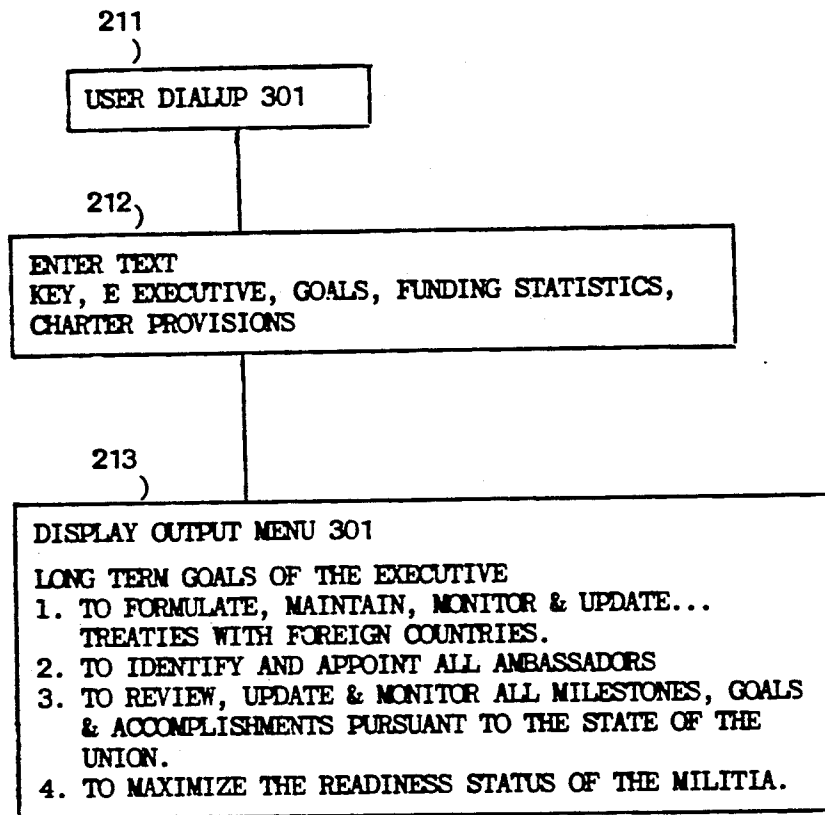 211
USER DIALUP 301
212
ENTER TEXT
KEY, E EXECUTIVE, GOALS, FUNDING STATISTICS,
CHARTER PROVISIONS
213
DISPLAY OUTPUT MENU 301
LONG TERM GOALS OF THE EXECUTIVE
1. TO FORMULATE, MAINTAIN, MONITOR & UPDATE...
TREATIES WITH FOREIGN COUNTRIES.
2. TO IDENTIFY AND APPOINT ALL AMBASSADORS
3. TO REVIEW, UPDATE & MONITOR ALL MILESTONES, GOALS
& ACCOMPLISHMENTS PURSUANT TO THE STATE OF THE
UNION.
4. TO MAXIMIZE THE READINESS STATUS OF THE MILITIA.